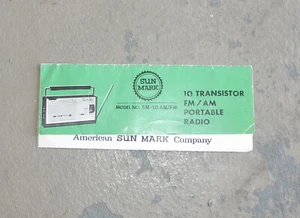 SUN
MARK
MODEL NO. SM-10 AM/FM
10 TRANSISTOR
FM/AM
PORTABLE
RADIO
American SUN MARK Company